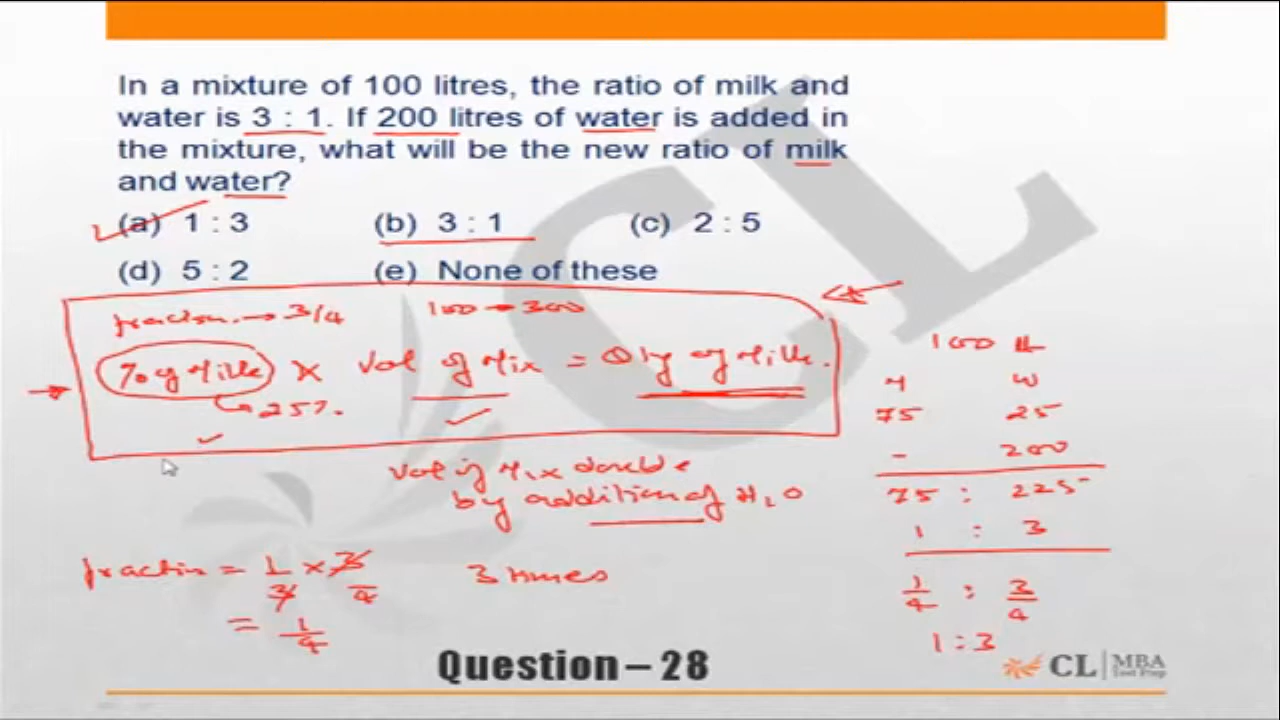 In a mixture of 100 litres, the ratio of milk and
water is 3 : 1. If 200 litres of water is added in
the mixture, what will be the new ratio of milk
and water?
(a) 1 : 3 (b) 3 : 1 (c) 2 : 5
(d) 5 : 2 (e) None of these
fraction → 3/4 100 → 300
% of Milk × Vol of Mix = Qty of Milk.
25%.
Vol of Mix double
by addition of H2O
fraction = 1/3 × 3/4 3 times
= 1/4
100 lt
M W
75 25
- 200
75 : 225
1 : 3
1/4 : 3/4
1 : 3
Question – 28
CL MBA
Test Prep
CL